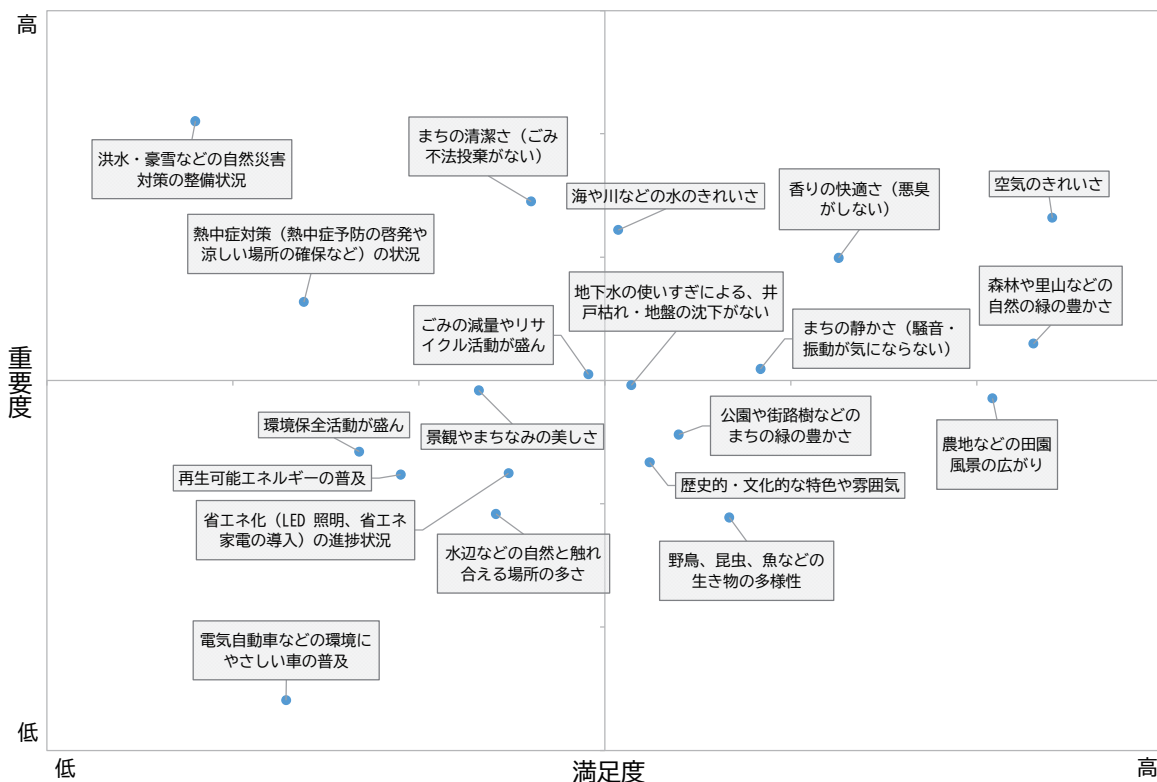 高
洪水・豪雪などの自然災害
対策の整備状況
まちの清潔さ（ごみ
不法投棄がない）
海や川などの水のきれいさ
香りの快適さ（悪臭
がしない）
空気のきれいさ
熱中症対策（熱中症予防の啓発や
涼しい場所の確保など）の状況
地下水の使いすぎによる、井
戸枯れ・地盤の沈下がない
森林や里山などの
自然の緑の豊かさ
ごみの減量やリサ
イクル活動が盛ん
まちの静かさ（騒音・
振動が気にならない）
重要度
環境保全活動が盛ん
景観やまちなみの美しさ
公園や街路樹などの
まちの緑の豊かさ
農地などの田園
風景の広がり
再生可能エネルギーの普及
歴史的・文化的な特色や雰囲気
省エネ化（LED 照明、省エネ
家電の導入）の進捗状況
水辺などの自然と触れ
合える場所の多さ
野鳥、昆虫、魚などの
生き物の多様性
電気自動車などの環境に
やさしい車の普及
低
低
満足度
高